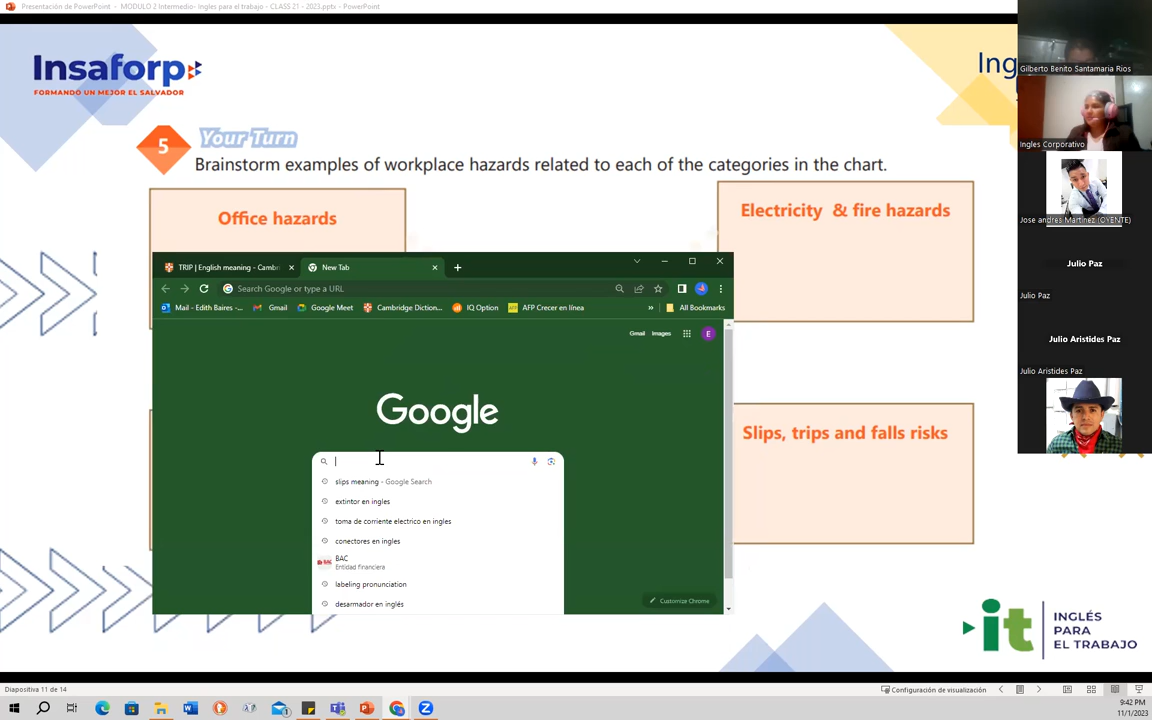 Presentación de PowerPoint - MODULO 2 Intermedio- ingles para el trabajo - CLASS 21 - 2023.pptx - PowerPoint
Insaforp
FORMANDO UN MEJOR EL SALVADOR
Ing
5
Your Turn
Brainstorm examples of workplace hazards related to each of the categories in the chart.
Office hazards
Electricity & fire hazards
Slips, trips and falls risks
TRIP | English meaning - Camb
New Tab
Search Google or type a URL
Mail - Edith Baires -...
Gmail
Google Meet
Cambridge Diction...
IQ Option
AFP Crecer en línea
»
All Bookmarks
Gmail
Images
E
Google
slips meaning - Google Search
extintor en ingles
toma de corriente electrico en ingles
conectores en ingles
BAC
Entidad financiera
labeling pronunciation
desarmador en inglés
Customize Chrome
Gilberto Benito Santamaria Rios
Ingles Corporativo
Jose andres Martinez (OYENTE)
Julio Paz
Julio Paz
Julio Aristides Paz
Julio Aristides Paz
it
INGLÉS
PARA
EL TRABAJO
Diapositiva 11 de 14
Configuración de visualización
9:42 PM
11/1/2023